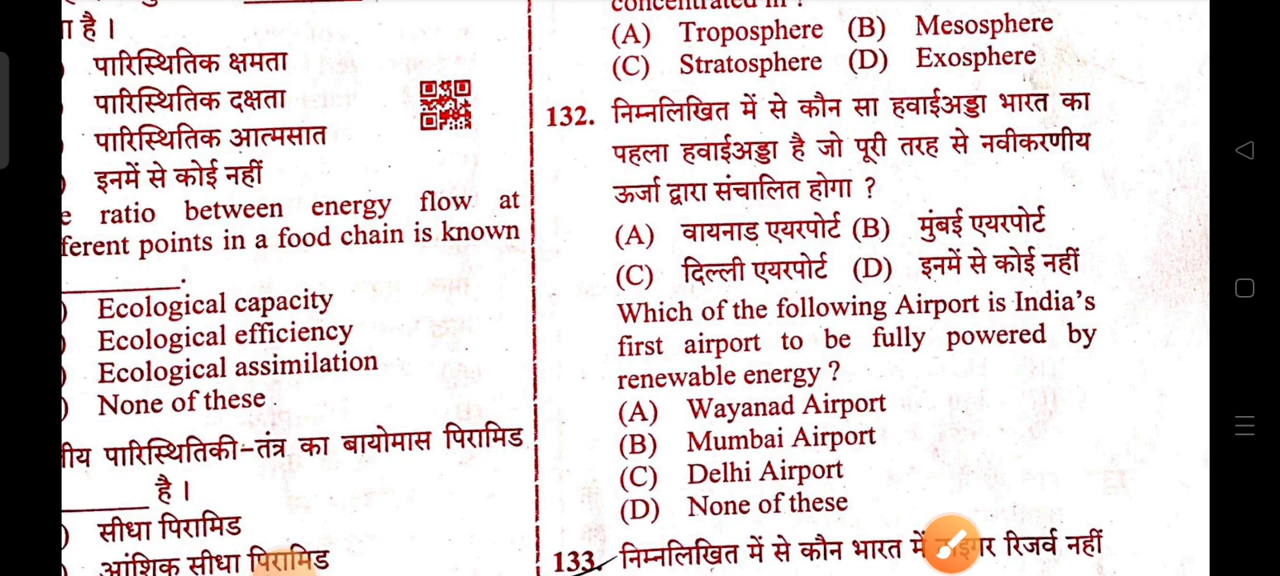 है ।
पारिस्थितिक क्षमता
पारिस्थितिक दक्षता
पारिस्थितिक आत्मसात
इनमें से कोई नहीं
e ratio between energy flow at
ferent points in a food chain is known
______.
Ecological capacity
Ecological efficiency
Ecological assimilation
None of these
पारिस्थितिकी-तंत्र का बायोमास पिरामिड
______ है ।
सीधा पिरामिड
आंशिक सीधा पिरामिड
(A) Troposphere (B) Mesosphere
(C) Stratosphere (D) Exosphere
132. निम्नलिखित में से कौन सा हवाईअड्डा भारत का
पहला हवाईअड्डा है जो पूरी तरह से नवीकरणीय
ऊर्जा द्वारा संचालित होगा ?
(A) वायनाड एयरपोर्ट (B) मुंबई एयरपोर्ट
(C) दिल्ली एयरपोर्ट (D) इनमें से कोई नहीं
Which of the following Airport is India's
first airport to be fully powered by
renewable energy ?
(A) Wayanad Airport
(B) Mumbai Airport
(C) Delhi Airport
(D) None of these
133. निम्नलिखित में से कौन भारत में रिजर्व नहीं